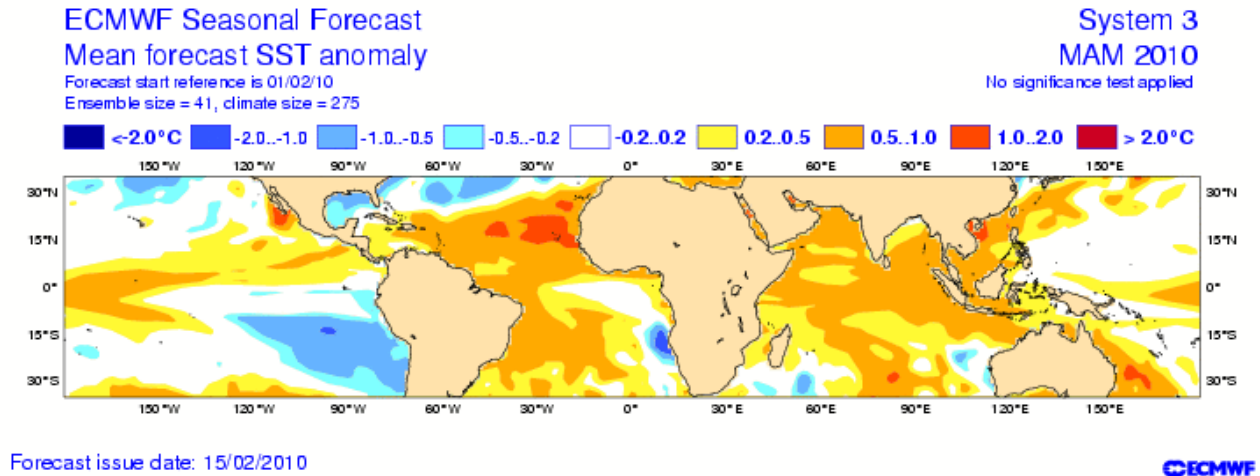 ECMWF Seasonal Forecast
System 3
Mean forecast SST anomaly
MAM 2010
Forecast start reference is 01/02/10
No significance test applied
Ensemble size = 41, climate size = 275
<-2.0°C -2.0..-1.0 -1.0..-0.5 -0.5..-0.2 -0.2..0.2 0.2..0.5 0.5..1.0 1.0..2.0 > 2.0°C
150°W 120°W 90°W 60°W 30°W 0° 30°E 60°E 90°E 120°E 150°E
30°N 30°N
15°N 15°N
0° 0°
15°S 15°S
30°S 30°S
150°W 120°W 90°W 60°W 30°W 0° 30°E 60°E 90°E 120°E 150°E
Forecast issue date: 15/02/2010
ECMWF